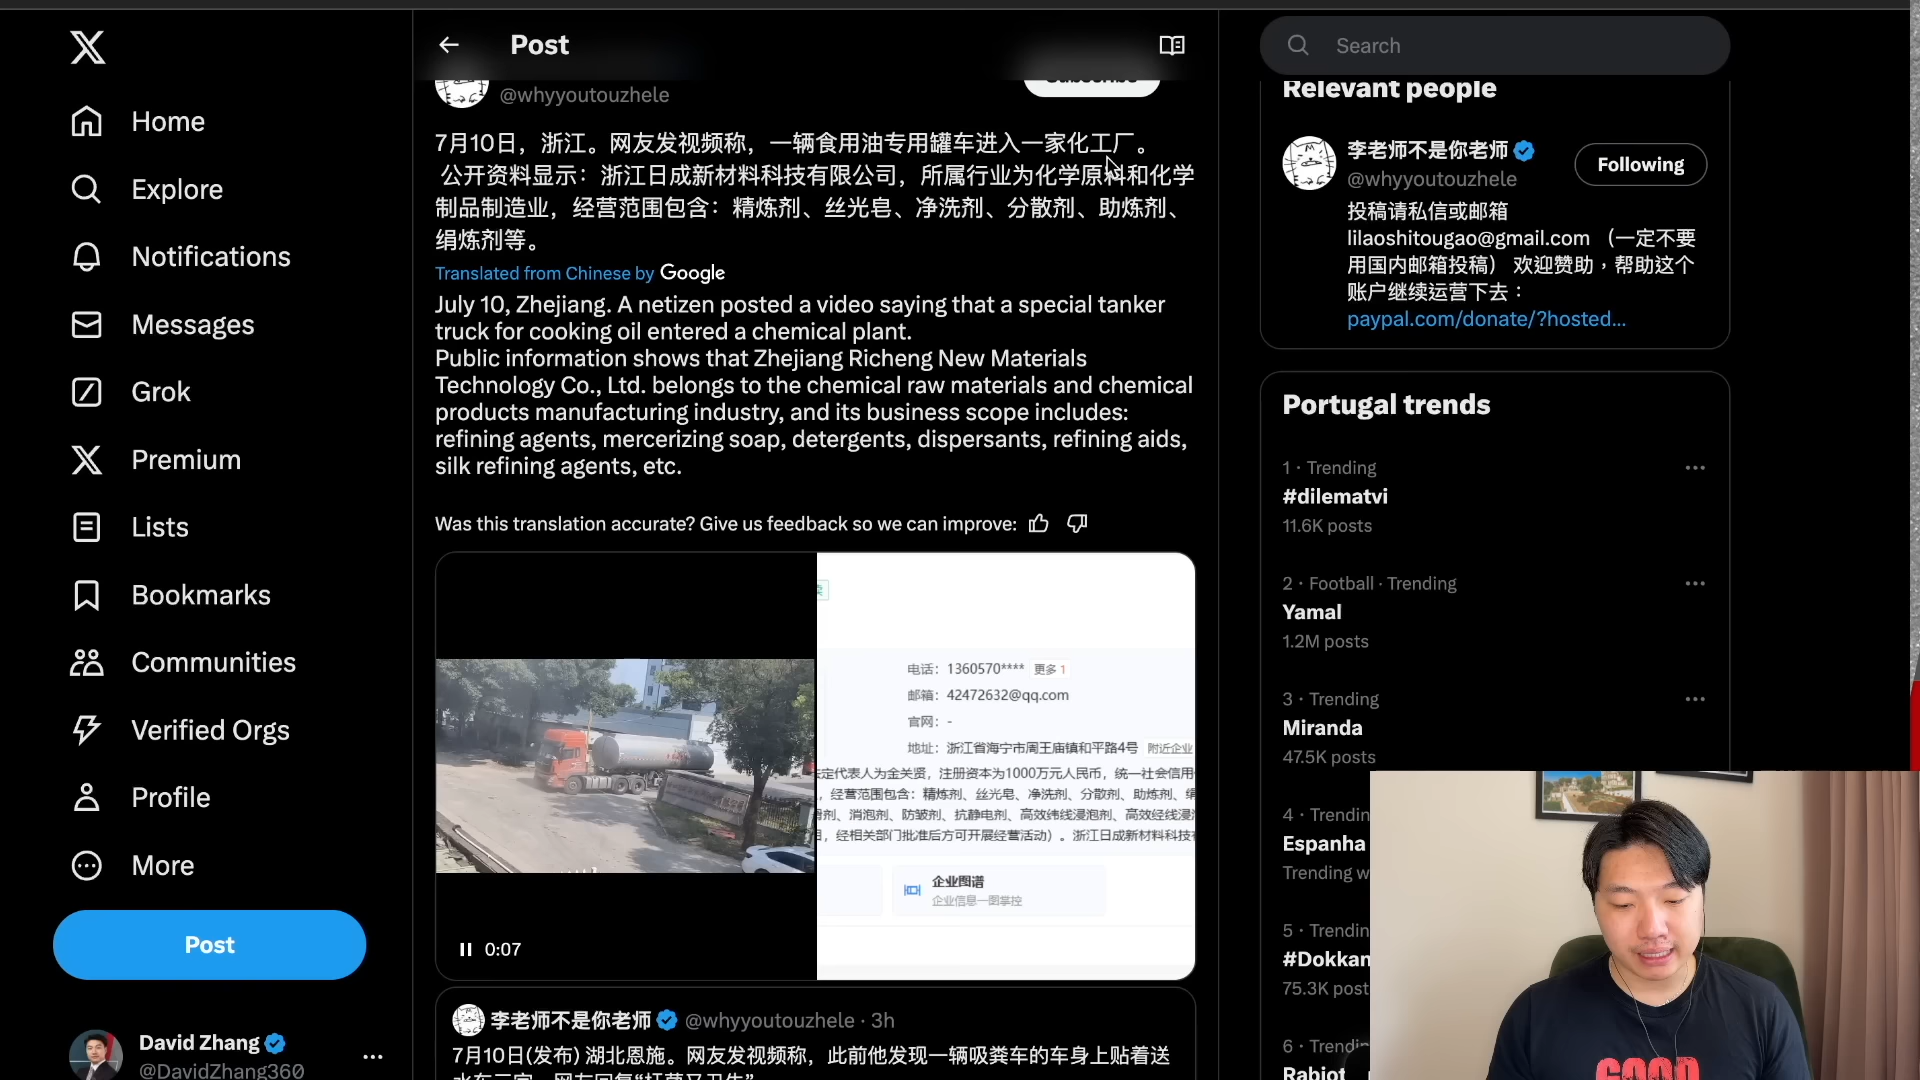 Post
Search
Home
Explore
Notifications
Messages
Grok
Premium
Lists
Bookmarks
Communities
Verified Orgs
Profile
More
Post
David Zhang
@DavidZhang360
@whyyoutouzhele
7月10日，浙江。网友发视频称，一辆食用油专用罐车进入一家化工厂。
公开资料显示：浙江日成新材料科技有限公司，所属行业为化学原料和化学
制品制造业，经营范围包含：精炼剂、丝光皂、净洗剂、分散剂、助炼剂、
绢炼剂等。
Translated from Chinese by Google
July 10, Zhejiang. A netizen posted a video saying that a special tanker
truck for cooking oil entered a chemical plant.
Public information shows that Zhejiang Richeng New Materials
Technology Co., Ltd. belongs to the chemical raw materials and chemical
products manufacturing industry, and its business scope includes:
refining agents, mercerizing soap, detergents, dispersants, refining aids,
silk refining agents, etc.
Was this translation accurate? Give us feedback so we can improve:
电话：1360570**** 更多 1
邮箱：42472632@qq.com
官网：-
地址：浙江省海宁市周王庙镇和平路4号 附近企业
定代表人为金关贤，注册资本为1000万元人民币，统一社会信用
，经营范围包含：精炼剂、丝光皂、净洗剂、分散剂、助炼剂、
剂、消泡剂、防皱剂、抗静电剂、高效纬线浸泡剂、高效经线浸
，经相关部门批准后方可开展经营活动）。浙江日成新材料科技
企业图谱
企业信息一图掌控
0:07
李老师不是你老师 @whyyoutouzhele · 3h
7月10日(发布) 湖北恩施。网友发视频称，此前他发现一辆吸粪车的车身上贴着送
Relevant people
李老师不是你老师
@whyyoutouzhele
Following
投稿请私信或邮箱
lilaoshitougao@gmail.com （一定不要
用国内邮箱投稿） 欢迎赞助，帮助这个
账户继续运营下去：
paypal.com/donate/?hosted...
Portugal trends
1 · Trending
#dilematvi
11.6K posts
2 · Football · Trending
Yamal
1.2M posts
3 · Trending
Miranda
47.5K posts
4 · Trendin
Espanha
Trending w
5 · Trendin
#Dokkan
75.3K post
6 · Trendin
Rabiot
GOOD